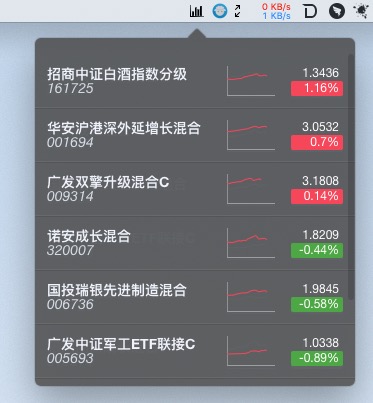 0 KB/s
1 KB/s
招商中证白酒指数分级
1.3436
161725
1.16%
华安沪港深外延增长混合
3.0532
001694
0.7%
广发双擎升级混合C
3.1808
009314
0.14%
诺安成长混合
1.8209
320007
-0.44%
国投瑞银先进制造混合
1.9845
006736
-0.58%
广发中证军工ETF联接C
1.0338
005693
-0.89%